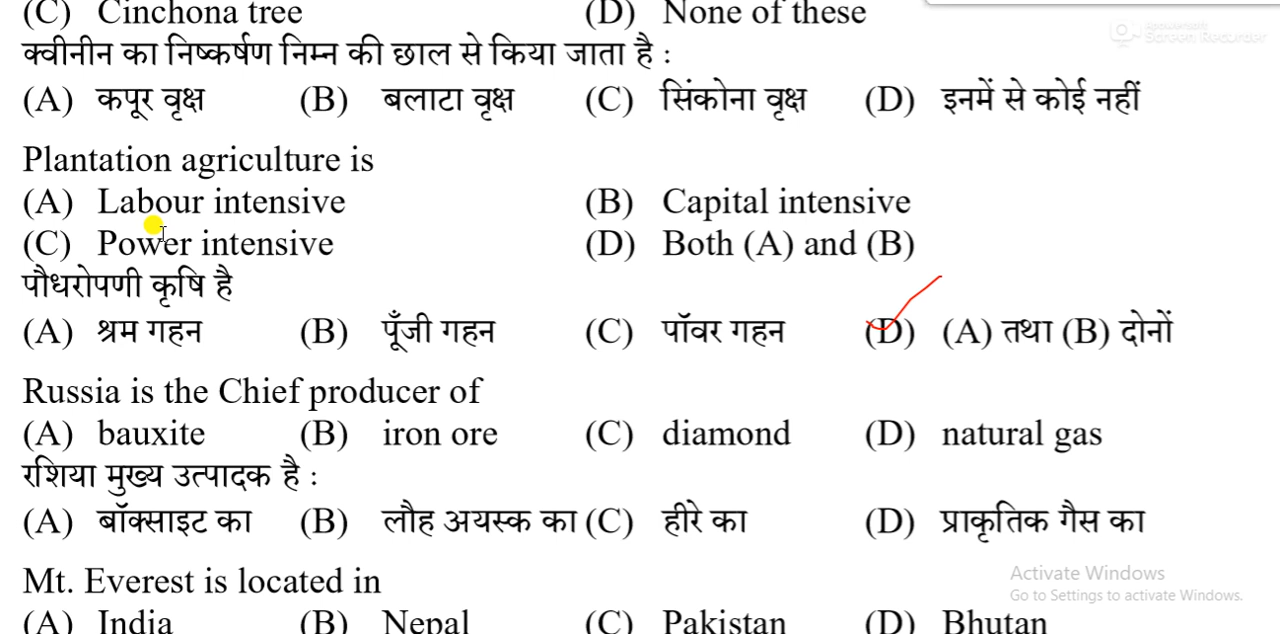 (C) Cinchona tree (D) None of these
Apowersoft
Screen Recorder
क्वीनीन का निष्कर्षण निम्न की छाल से किया जाता है :
(A) कपूर वृक्ष (B) बलाटा वृक्ष (C) सिंकोना वृक्ष (D) इनमें से कोई नहीं
Plantation agriculture is
(A) Labour intensive (B) Capital intensive
(C) Power intensive (D) Both (A) and (B)
पौधरोपणी कृषि है
(A) श्रम गहन (B) पूँजी गहन (C) पॉवर गहन (D) (A) तथा (B) दोनों
Russia is the Chief producer of
(A) bauxite (B) iron ore (C) diamond (D) natural gas
रशिया मुख्य उत्पादक है :
(A) बॉक्साइट का (B) लौह अयस्क का (C) हीरे का (D) प्राकृतिक गैस का
Mt. Everest is located in
Activate Windows
Go to Settings to activate Windows.
(A) India (B) Nepal (C) Pakistan (D) Bhutan